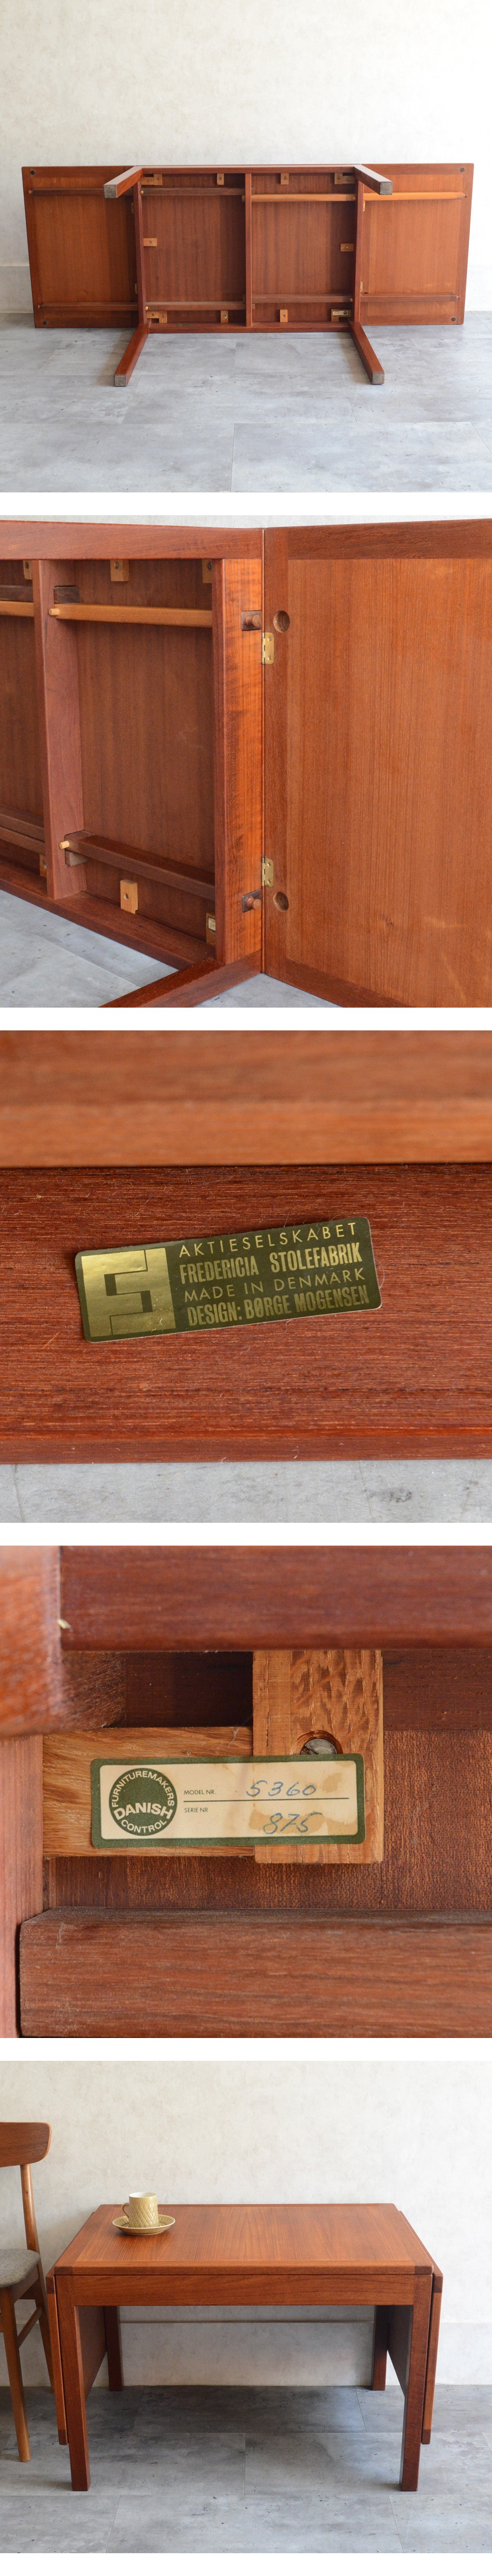 AKTIESELSKABET
FREDERICIA STOLEFABRIK
MADE IN DENMARK
DESIGN: BØRGE MOGENSEN
FURNITUREMAKERS
DANISH
CONTROL
MODEL NR. 5360
SERIE NR 875